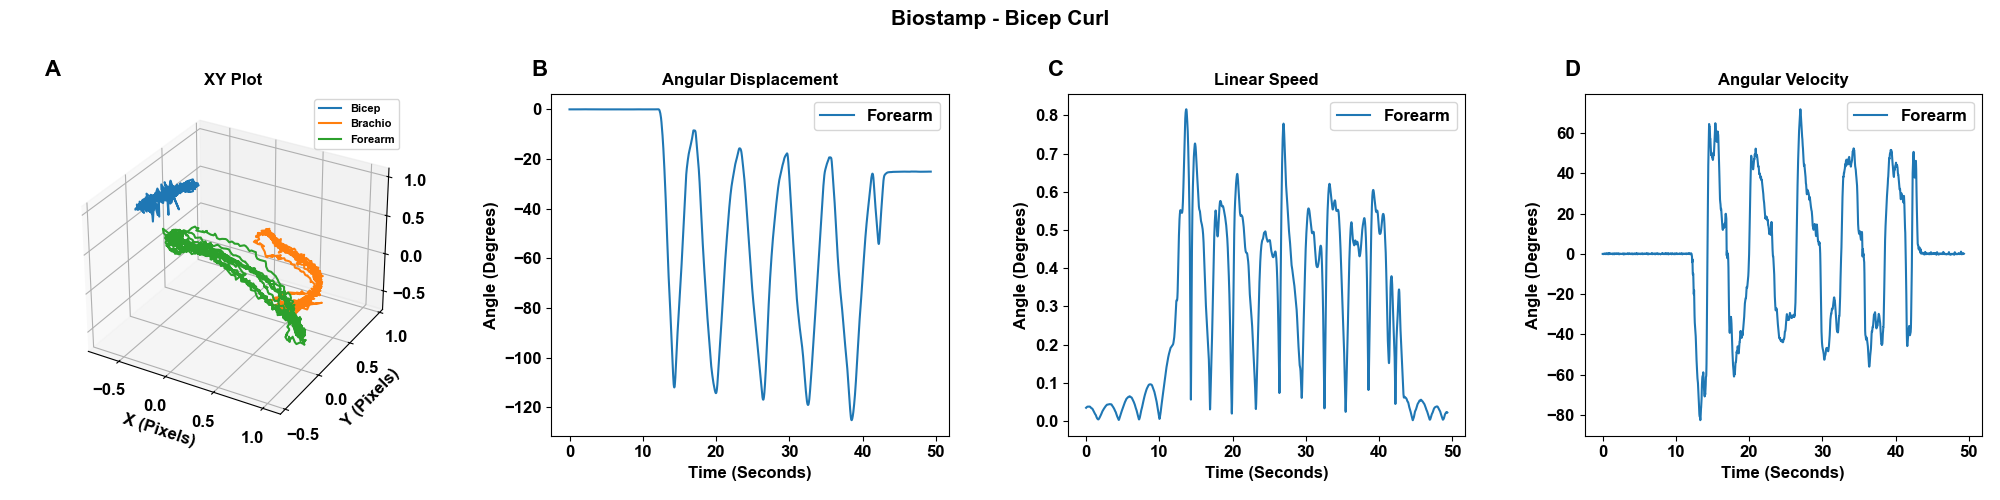 Biostamp - Bicep Curl
A
XY Plot
Bicep
Brachio
Forearm
1.0
0.5
0.0
−0.5
1.0
0.5
0.0
−0.5
Y (Pixels)
−0.5
0.0
0.5
1.0
X (Pixels)
B
Angular Displacement
Forearm
Angle (Degrees)
0
−20
−40
−60
−80
−100
−120
0 10 20 30 40 50
Time (Seconds)
C
Linear Speed
Forearm
Angle (Degrees)
0.8
0.7
0.6
0.5
0.4
0.3
0.2
0.1
0.0
0 10 20 30 40 50
Time (Seconds)
D
Angular Velocity
Forearm
Angle (Degrees)
60
40
20
0
−20
−40
−60
−80
0 10 20 30 40 50
Time (Seconds)